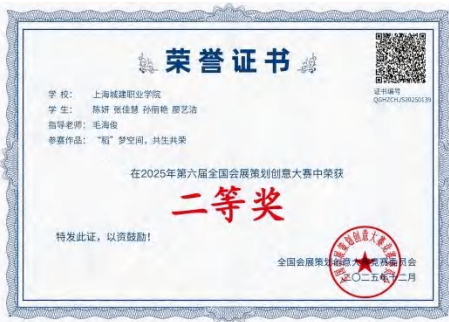 荣誉证书
证书编号
QGHZCHJS20250139
学 校： 上海城建职业学院
学 生： 陈妍 张佳慧 孙丽艳 廖艺洁
指导老师： 毛海俊
参赛作品： “稻”梦空间，共生共荣
在2025年第六届全国会展策划创意大赛中荣获
二等奖
特发此证，以资鼓励！
全国会展策划创意大赛竞赛委员会
二〇二五年十二月